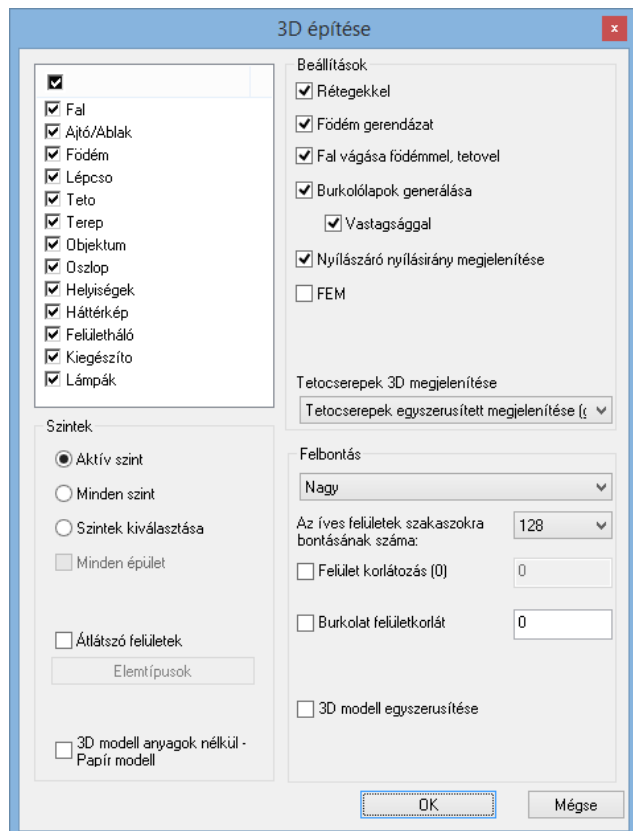 3D építése
x
Fal
Ajtó/Ablak
Födém
Lépcso
Teto
Terep
Objektum
Oszlop
Helyiségek
Háttérkép
Felületháló
Kiegészíto
Lámpák
Beállítások
Rétegekkel
Födém gerendázat
Fal vágása födémmel, tetovel
Burkolólapok generálása
Vastagsággal
Nyílászáró nyílásirány megjelenítése
FEM
Tetocserepek 3D megjelenítése
Tetocserepek egyszerusített megjelenítése (g
Szintek
Aktív szint
Minden szint
Szintek kiválasztása
Minden épület
Átlátszó felületek
Elemtípusok
3D modell anyagok nélkül -
Papír modell
Felbontás
Nagy
Az íves felületek szakaszokra
bontásának száma:
128
Felület korlátozás (0)
0
Burkolat felületkorlát
0
3D modell egyszerusítése
OK
Mégse